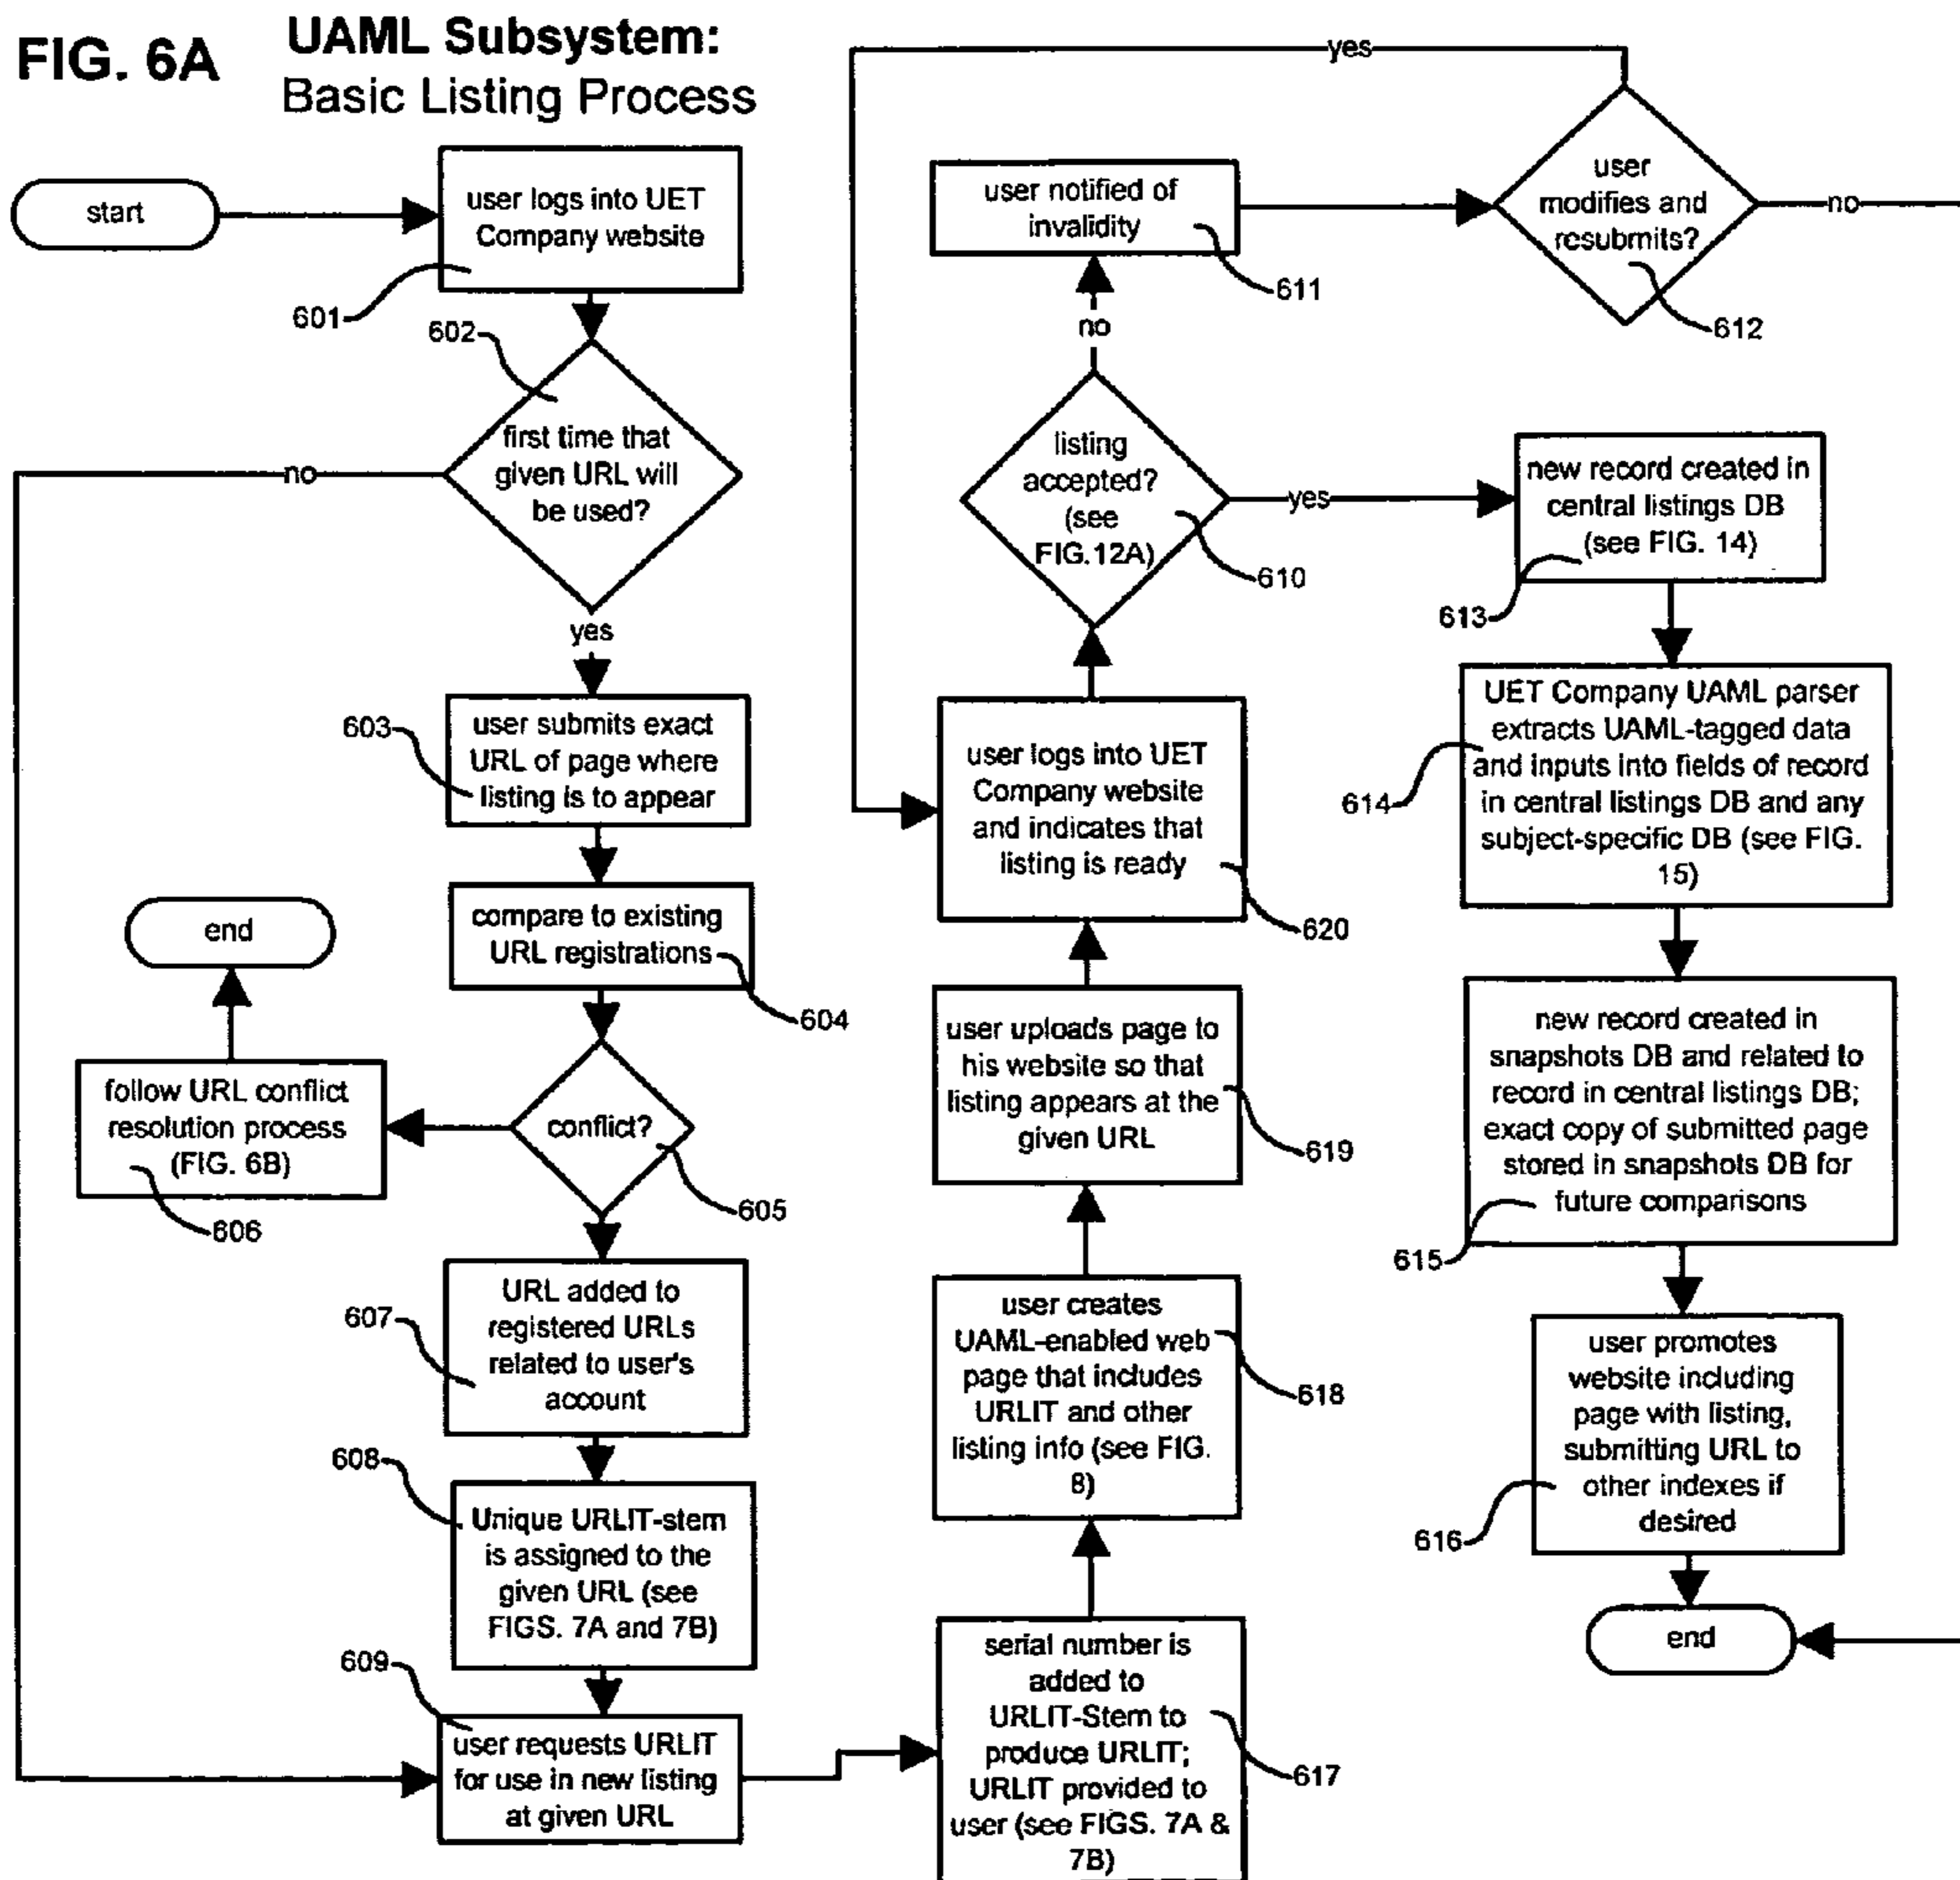 FIG. 6A
UAML Subsystem:
Basic Listing Process
start
user logs into UET
Company website
601
602
first time that
given URL will
be used?
no
yes
603
user submits exact
URL of page where
listing is to appear
compare to existing
URL registrations
604
end
follow URL conflict
resolution process
(FIG. 6B)
606
conflict?
605
607
URL added to
registered URLs
related to user's
account
608
Unique URLIT-stem
is assigned to the
given URL (see
FIGS. 7A and 7B)
609
user requests URLIT
for use in new listing
at given URL
serial number is
added to
URLIT-Stem to
produce URLIT;
URLIT provided to
user (see FIGS. 7A &
7B)
617
user creates
UAML-enabled web
page that includes
URLIT and other
listing info (see FIG.
8)
618
user uploads page to
his website so that
listing appears at the
given URL
619
user logs into UET
Company website
and indicates that
listing is ready
620
listing
accepted?
(see
FIG.12A)
610
no
user notified of
invalidity
611
yes
user
modifies and
resubmits?
612
no
yes
new record created in
central listings DB
(see FIG. 14)
613
UET Company UAML parser
extracts UAML-tagged data
and inputs into fields of record
in central listings DB and any
subject-specific DB (see FIG.
15)
614
new record created in
snapshots DB and related to
record in central listings DB;
exact copy of submitted page
stored in snapshots DB for
future comparisons
615
user promotes
website including
page with listing,
submitting URL to
other indexes if
desired
616
end